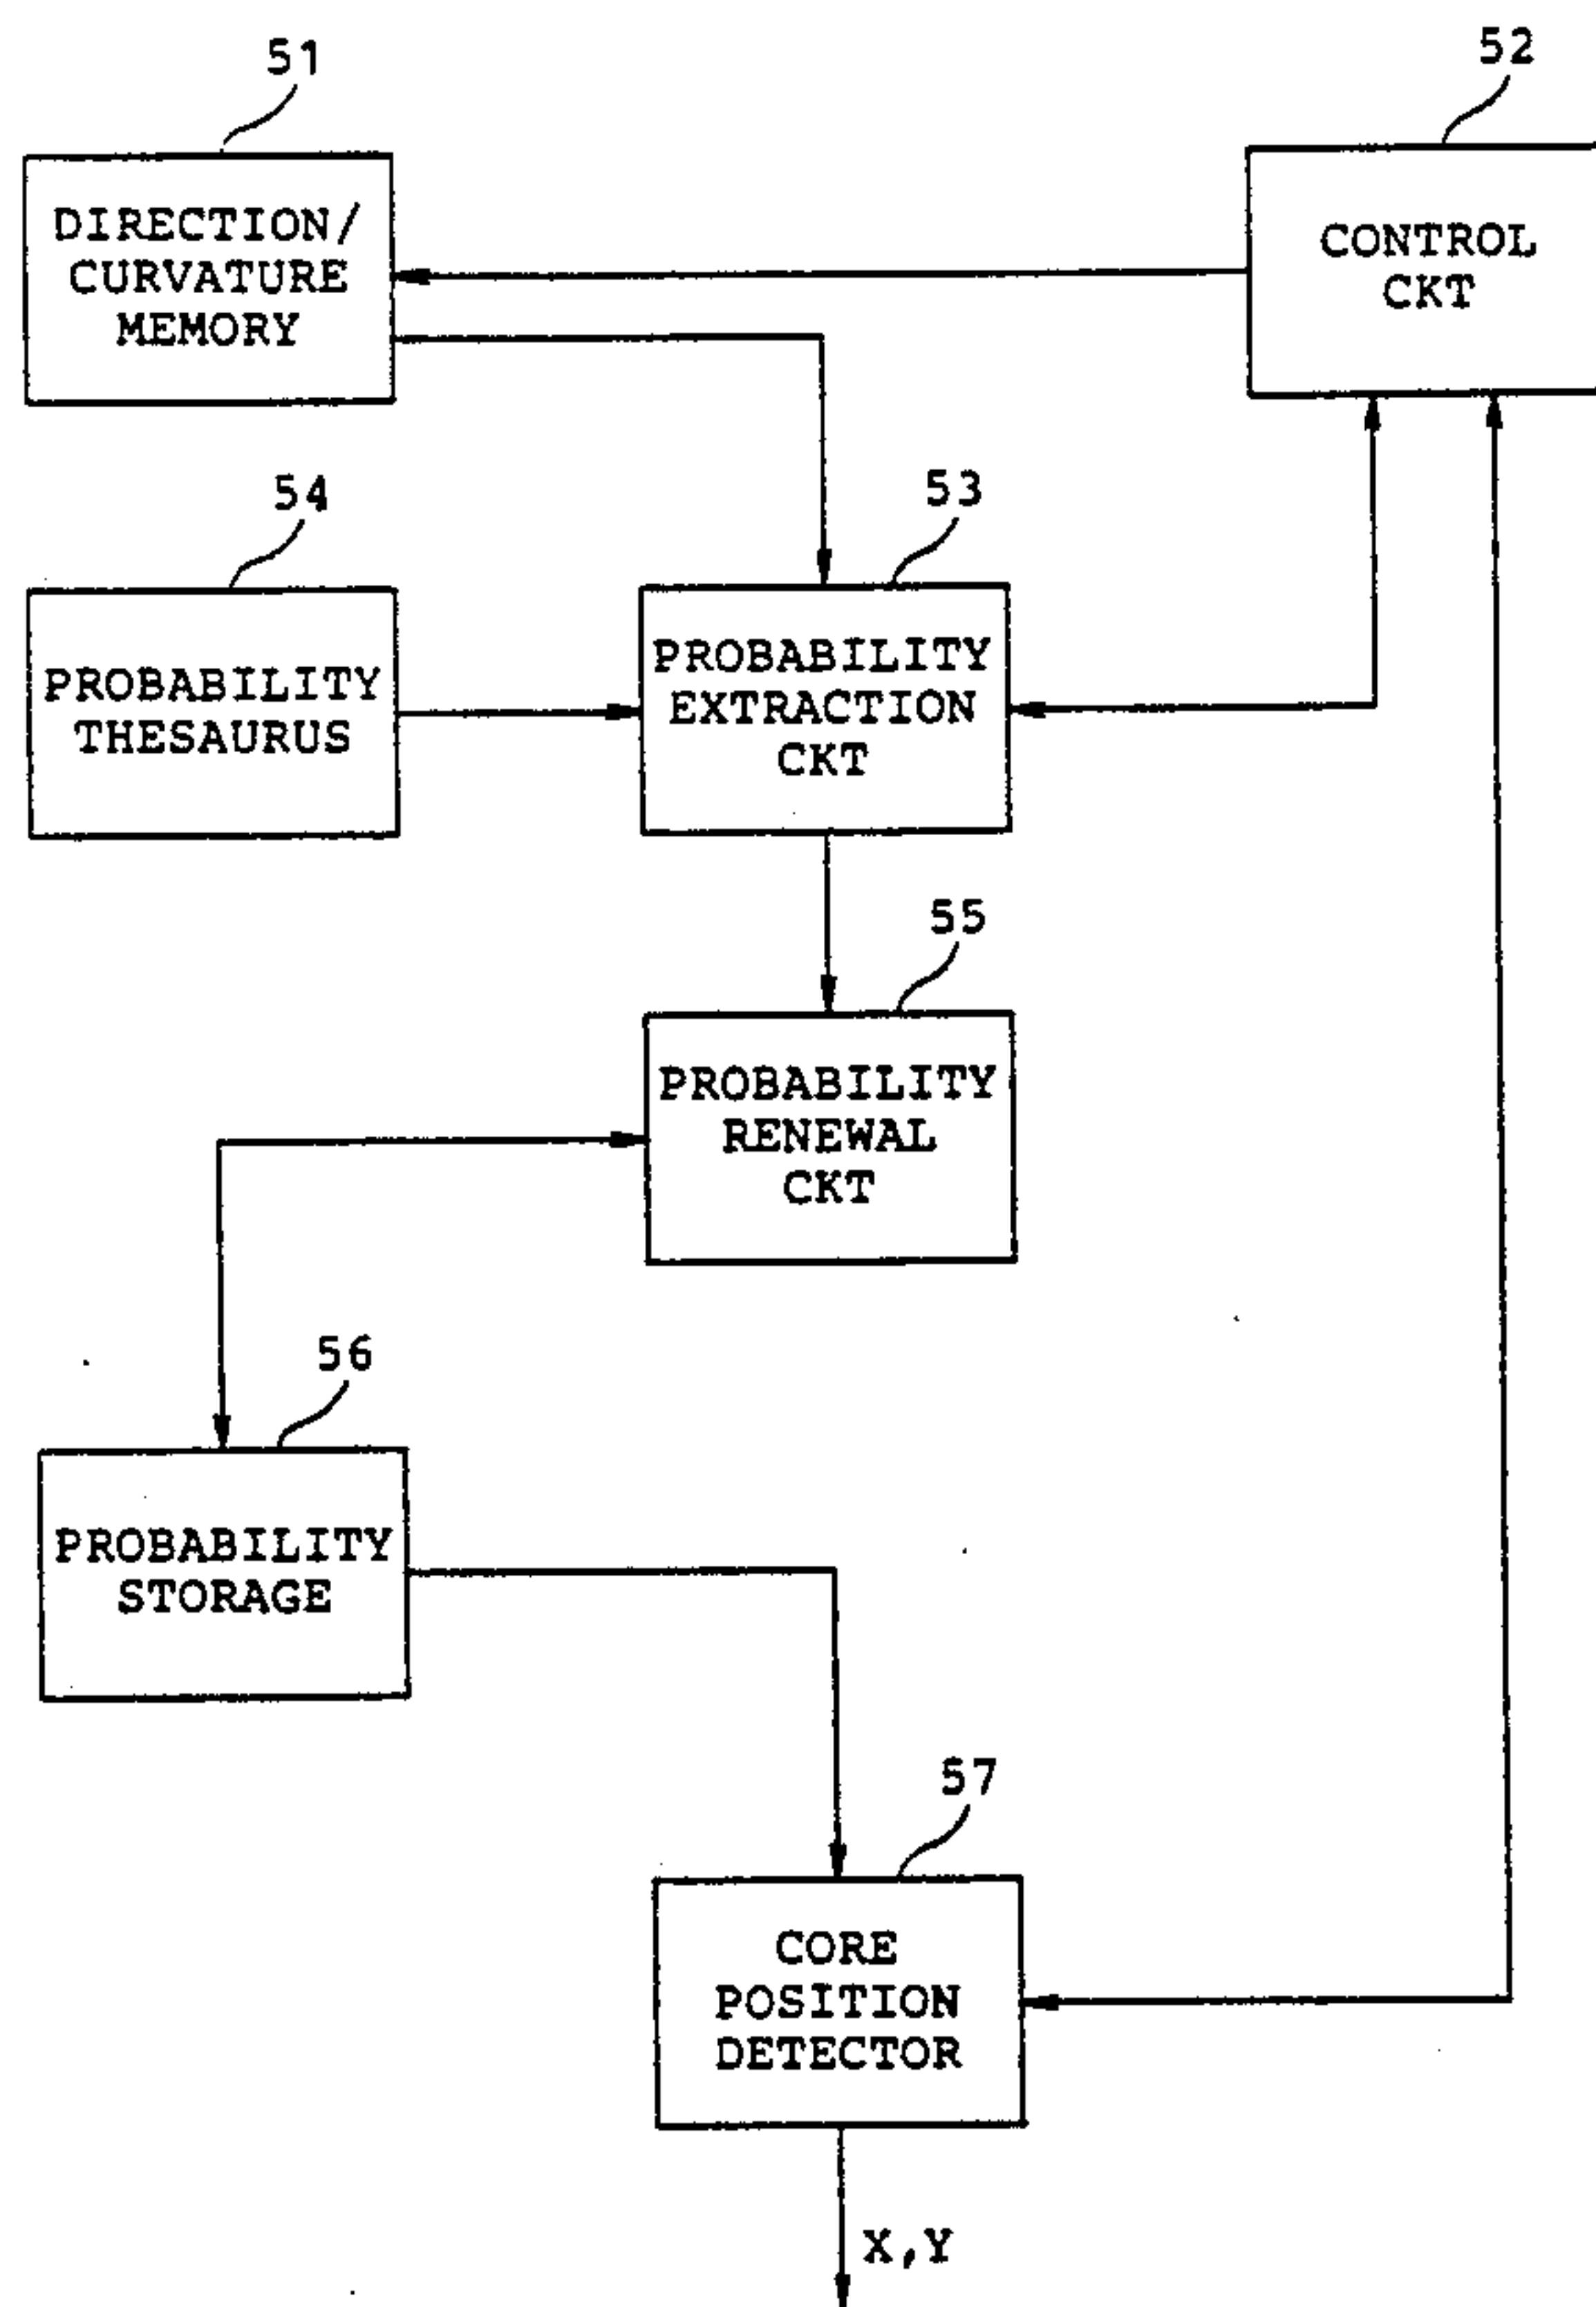 51
52
DIRECTION/
CURVATURE
MEMORY
CONTROL
CKT
54
53
PROBABILITY
THESAURUS
PROBABILITY
EXTRACTION
CKT
55
PROBABILITY
RENEWAL
CKT
56
PROBABILITY
STORAGE
57
CORE
POSITION
DETECTOR
X,Y